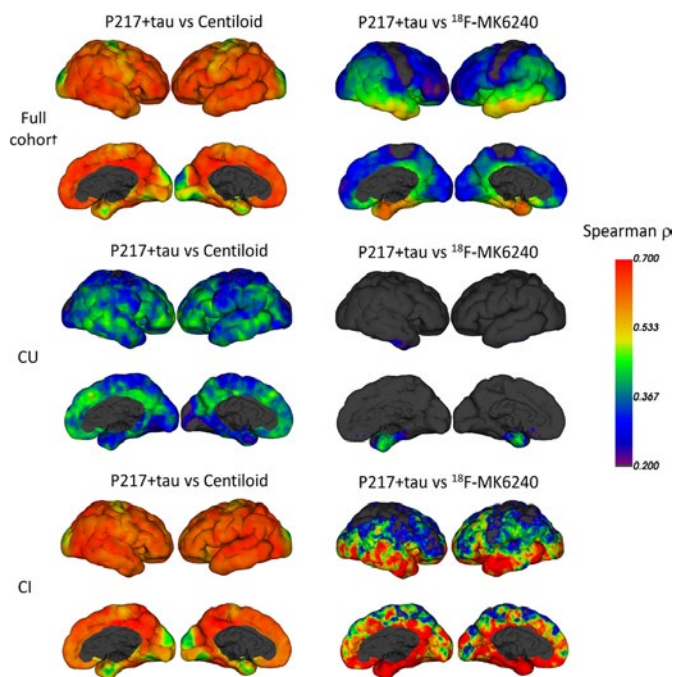 P217+tau vs Centiloid
P217+tau vs ¹⁸F-MK6240
Full
cohort
Spearman ρ
0.700
0.533
0.367
0.200
P217+tau vs Centiloid
P217+tau vs ¹⁸F-MK6240
CU
P217+tau vs Centiloid
P217+tau vs ¹⁸F-MK6240
CI